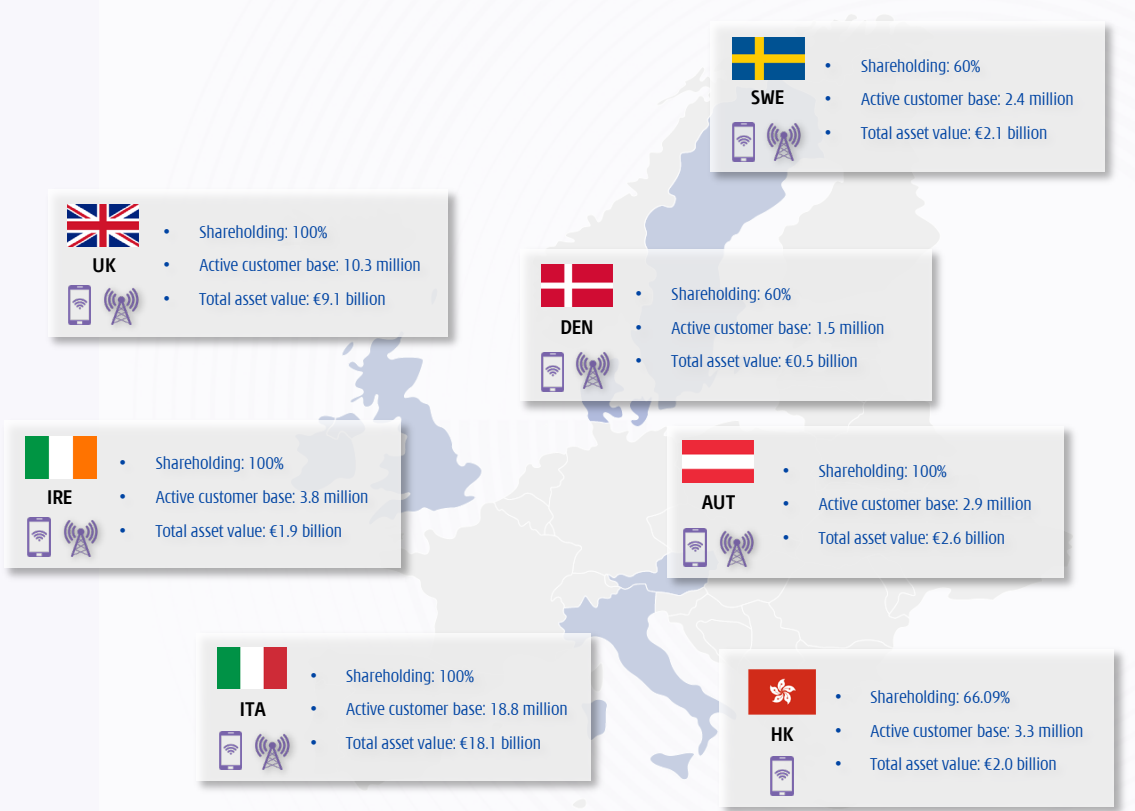 SWE
• Shareholding: 60%
• Active customer base: 2.4 million
• Total asset value: €2.1 billion
UK
• Shareholding: 100%
• Active customer base: 10.3 million
• Total asset value: €9.1 billion
DEN
• Shareholding: 60%
• Active customer base: 1.5 million
• Total asset value: €0.5 billion
IRE
• Shareholding: 100%
• Active customer base: 3.8 million
• Total asset value: €1.9 billion
AUT
• Shareholding: 100%
• Active customer base: 2.9 million
• Total asset value: €2.6 billion
ITA
• Shareholding: 100%
• Active customer base: 18.8 million
• Total asset value: €18.1 billion
HK
• Shareholding: 66.09%
• Active customer base: 3.3 million
• Total asset value: €2.0 billion